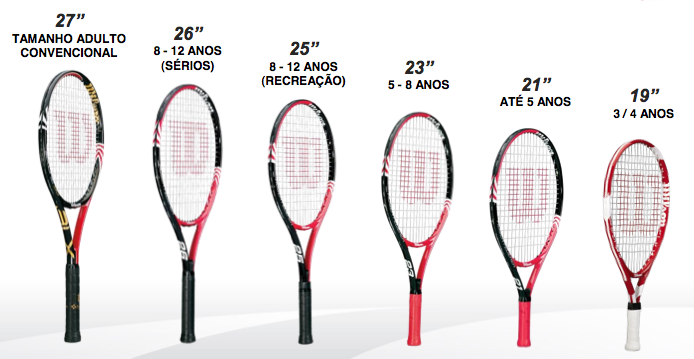 27”
TAMANHO ADULTO
CONVENCIONAL
26”
8 - 12 ANOS
(SÉRIOS)
25”
8 - 12 ANOS
(RECREAÇÃO)
23”
5 - 8 ANOS
21”
ATÉ 5 ANOS
19”
3 / 4 ANOS
W
W
W
W
W
W